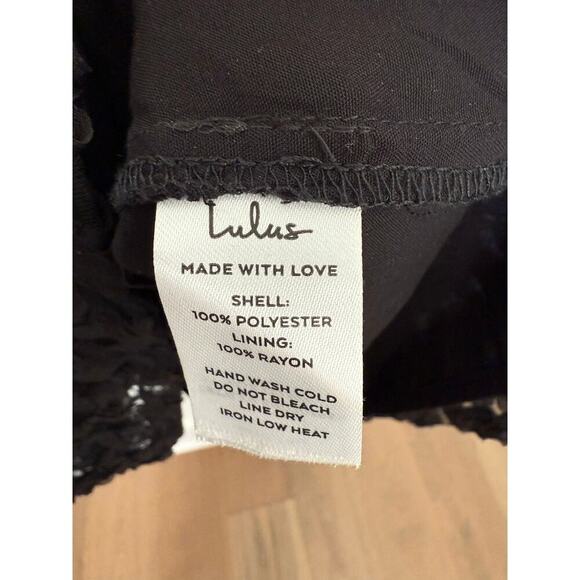 Lulus
MADE WITH LOVE
SHELL:
100% POLYESTER
LINING:
100% RAYON
HAND WASH COLD
DO NOT BLEACH
LINE DRY
IRON LOW HEAT